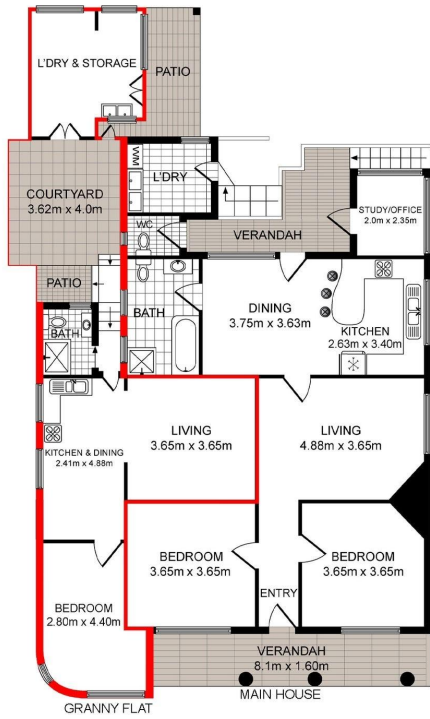 L'DRY & STORAGE
PATIO
WM
L'DRY
COURTYARD
3.62m x 4.0m
STUDY/OFFICE
2.0m x 2.35m
WC
VERANDAH
PATIO
BATH
DINING
3.75m x 3.63m
KITCHEN
2.63m x 3.40m
BATH
LIVING
3.65m x 3.65m
LIVING
4.88m x 3.65m
KITCHEN & DINING
2.41m x 4.88m
BEDROOM
3.65m x 3.65m
BEDROOM
3.65m x 3.65m
ENTRY
BEDROOM
2.80m x 4.40m
VERANDAH
8.1m x 1.60m
MAIN HOUSE
GRANNY FLAT